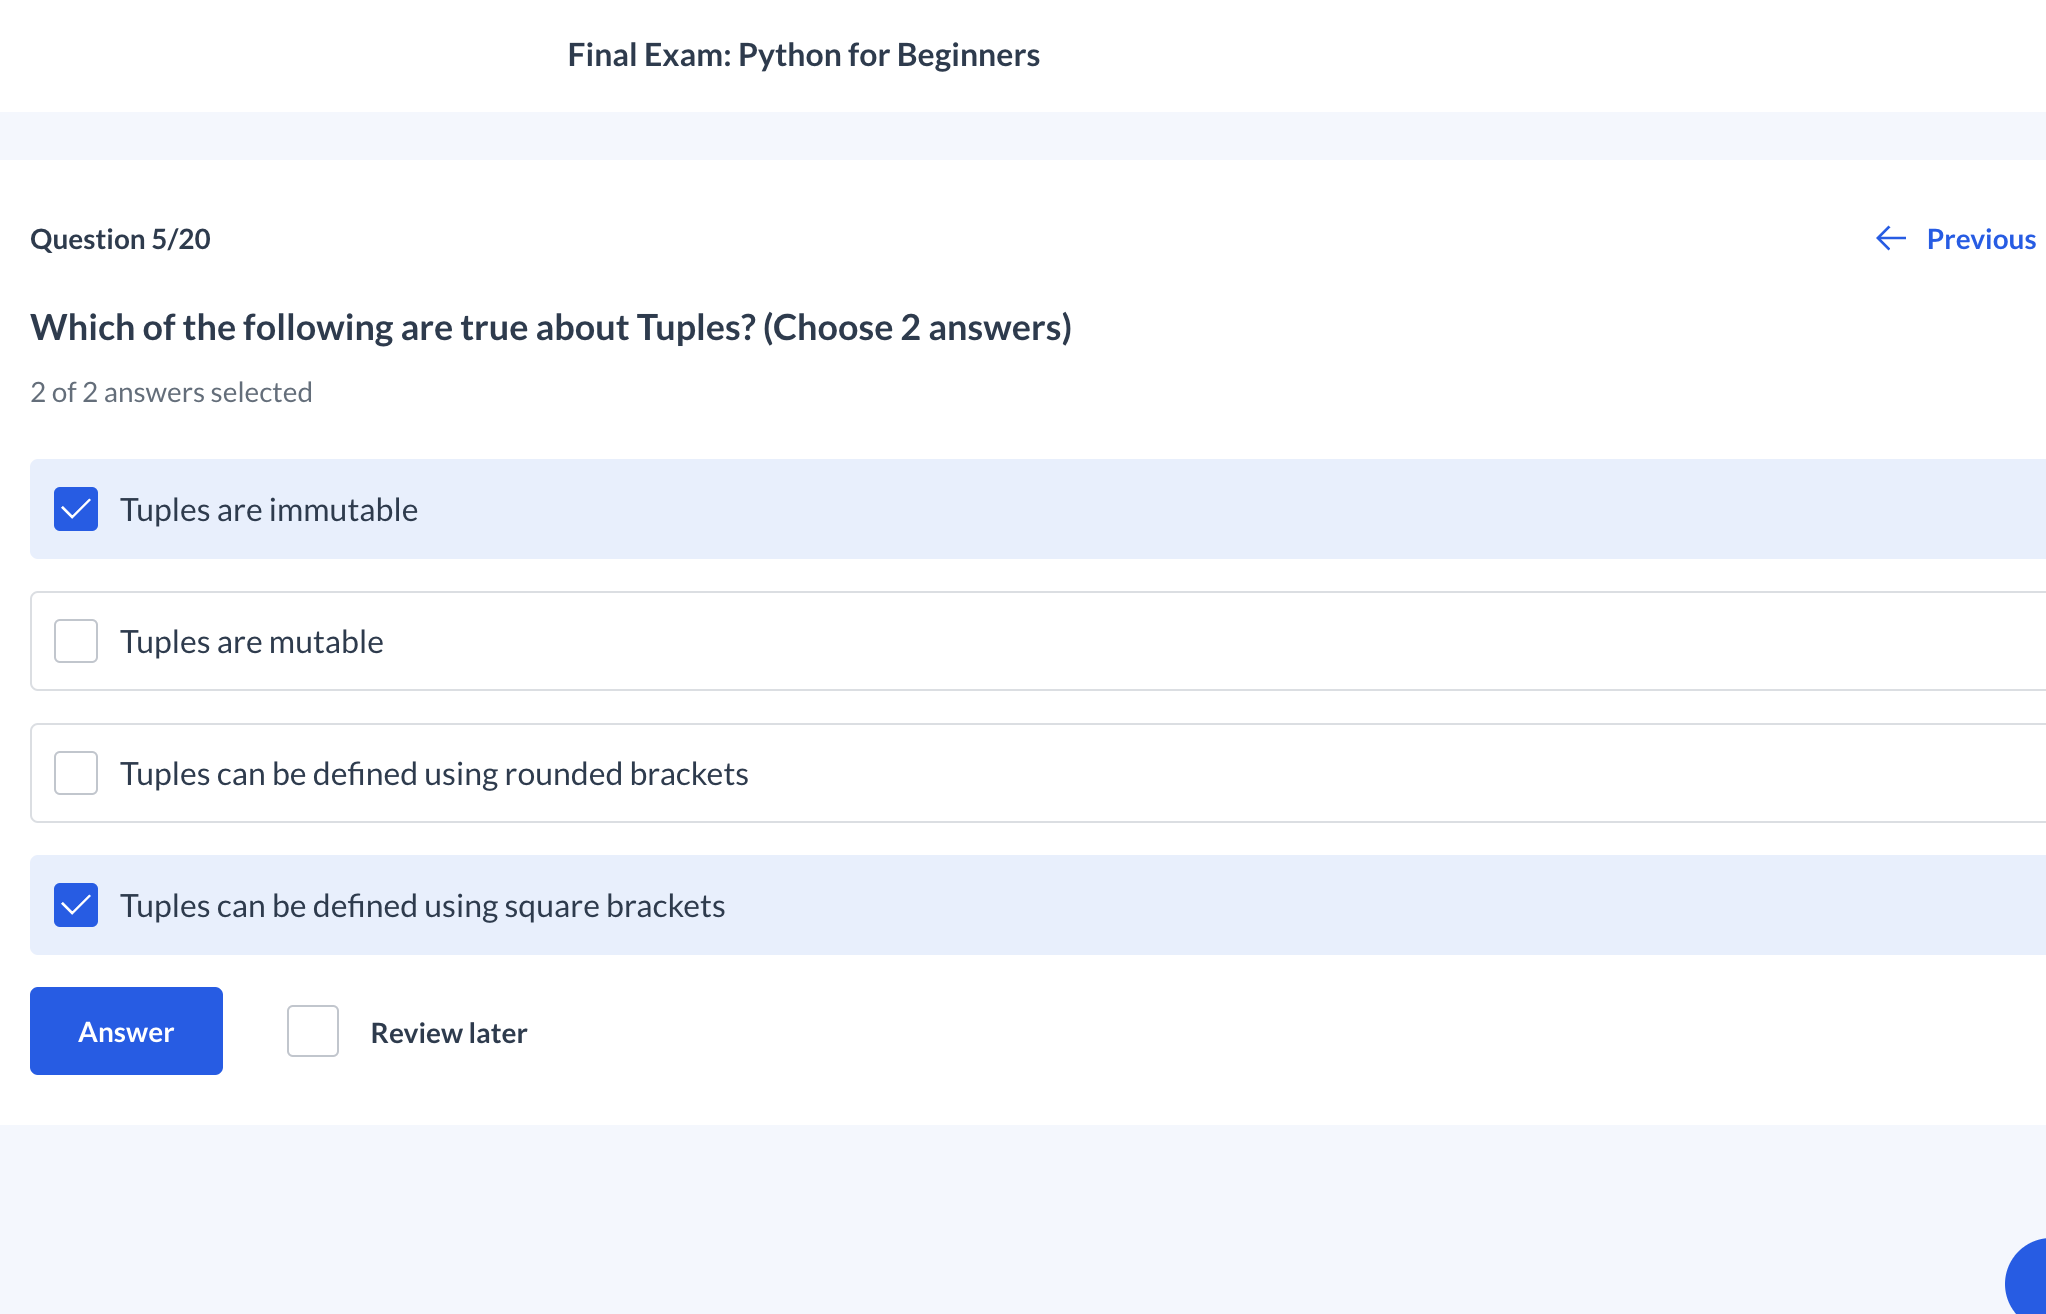 Final Exam: Python for Beginners
Question 5/20
Previous
Which of the following are true about Tuples? (Choose 2 answers)
2 of 2 answers selected
Tuples are immutable
Tuples are mutable
Tuples can be defined using rounded brackets
Tuples can be defined using square brackets
Answer
Review later